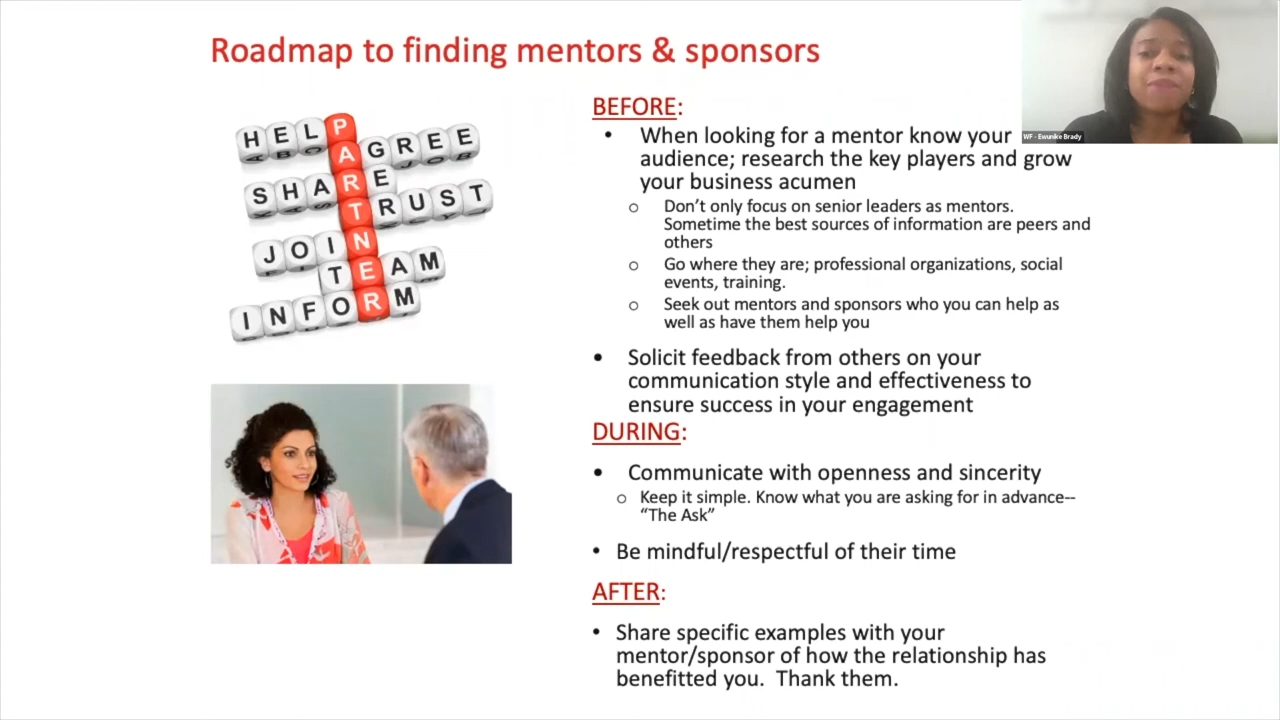 Roadmap to finding mentors & sponsors
HELP
AGREE
SHARE
TRUST
JOIN
TEAM
INFORM
PARTNER
WF - Ewunike Brady
BEFORE:
• When looking for a mentor know your
audience; research the key players and grow
your business acumen
o Don’t only focus on senior leaders as mentors.
Sometime the best sources of information are peers and
others
o Go where they are; professional organizations, social
events, training.
o Seek out mentors and sponsors who you can help as
well as have them help you
• Solicit feedback from others on your
communication style and effectiveness to
ensure success in your engagement
DURING:
• Communicate with openness and sincerity
o Keep it simple. Know what you are asking for in advance--
“The Ask”
• Be mindful/respectful of their time
AFTER:
• Share specific examples with your
mentor/sponsor of how the relationship has
benefitted you. Thank them.